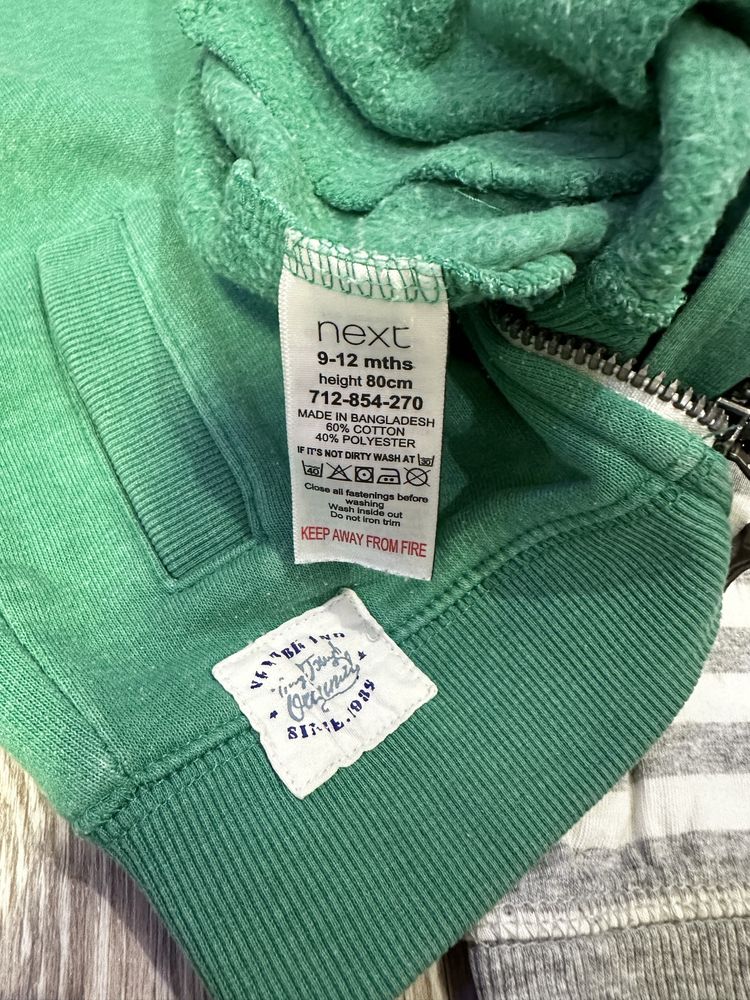 next
9-12 mths
height 80cm
712-854-270
MADE IN BANGLADESH
60% COTTON
40% POLYESTER
IF IT'S NOT DIRTY WASH AT 30
40
Close all fastenings before
washing
Wash inside out
Do not iron trim
KEEP AWAY FROM FIRE
SINCE.1984